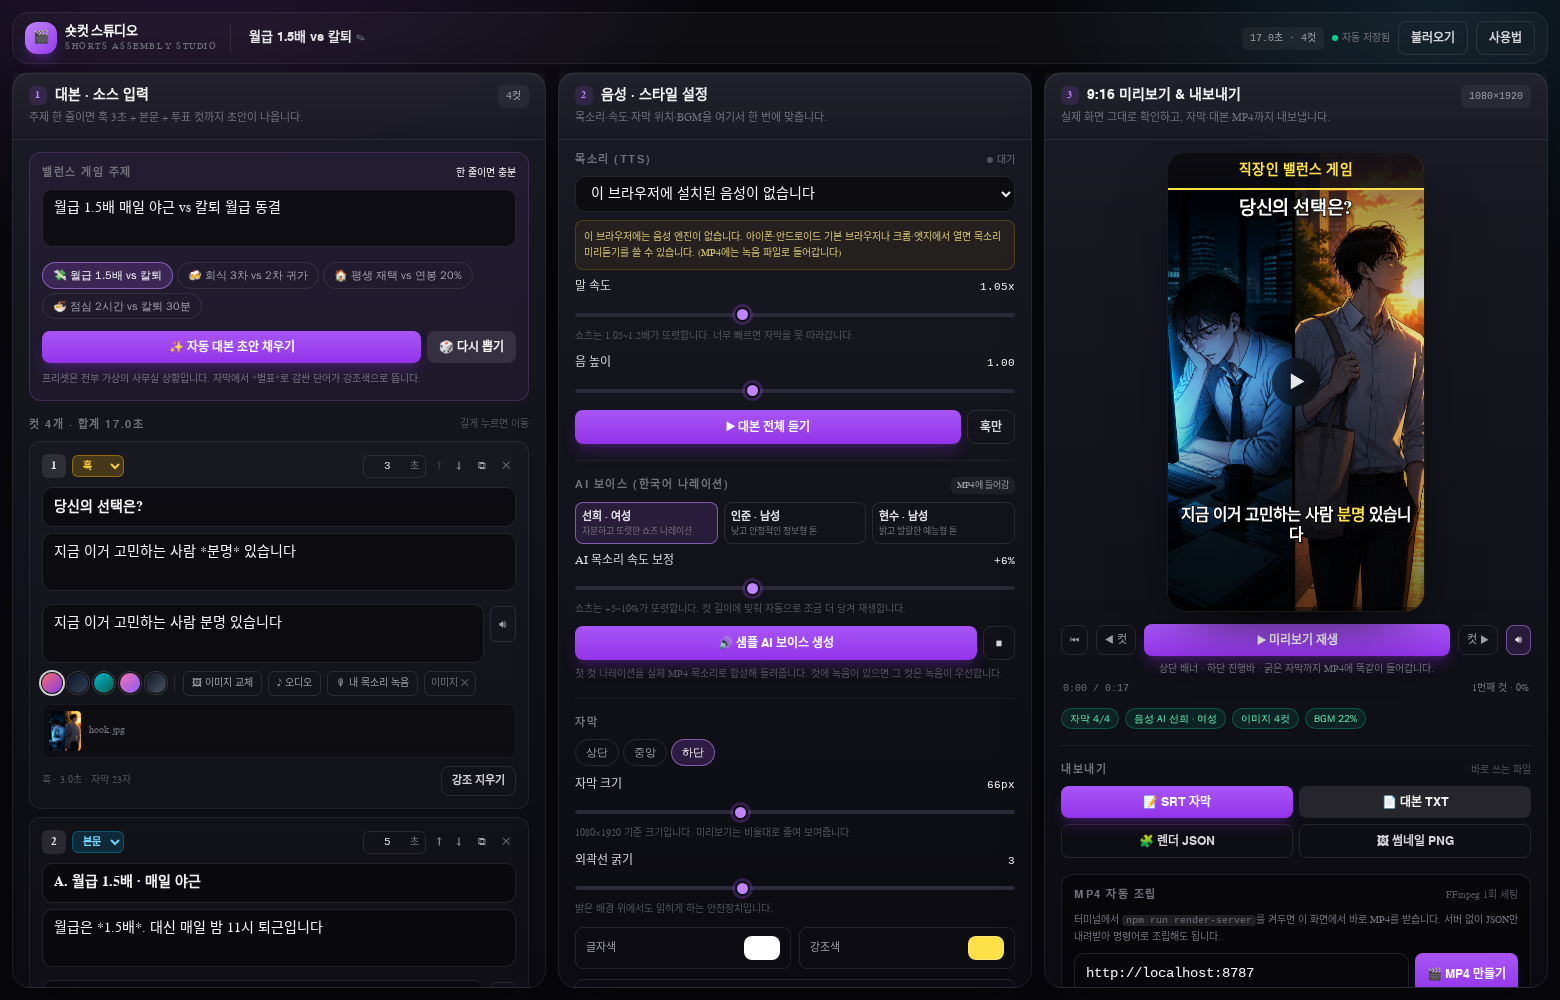 숏컷 스튜디오
SHORTS ASSEMBLY STUDIO
월급 1.5배 vs 칼퇴
17.0초 · 4컷
자동 저장됨
불러오기
사용법
1
대본 · 소스 입력
4컷
주제 한 줄이면 훅 3초 + 본문 + 투표 컷까지 초안이 나옵니다.
밸런스 게임 주제
한 줄이면 충분
월급 1.5배 매일 야근 vs 칼퇴 월급 동결
💸 월급 1.5배 vs 칼퇴
🍻 회식 3차 vs 2차 귀가
🏠 평생 재택 vs 연봉 20%
🍜 점심 2시간 vs 칼퇴 30분
✨ 자동 대본 초안 채우기
🎲 다시 뽑기
프리셋은 전부 가상의 사무실 상황입니다. 자막에서 *별표*로 감싼 단어가 강조색으로 뜹니다.
컷 4개 · 합계 17.0초
길게 누르면 이동
1
훅
3 초
↑ ↓ ⧉ ✕
당신의 선택은?
지금 이거 고민하는 사람 *분명* 있습니다
지금 이거 고민하는 사람 분명 있습니다
🖼 이미지 교체
♪ 오디오
🎙 내 목소리 녹음
이미지 ✕
hook.jpg
훅 · 3.0초 · 자막 23자
강조 지우기
2
본문
5 초
↑ ↓ ⧉ ✕
A. 월급 1.5배 · 매일 야근
월급은 *1.5배*. 대신 매일 밤 11시 퇴근입니다
2
음성 · 스타일 설정
목소리·속도·자막 위치·BGM을 여기서 한 번에 맞춥니다.
목소리 (TTS)
대기
이 브라우저에 설치된 음성이 없습니다
이 브라우저에는 음성 엔진이 없습니다. 아이폰·안드로이드 기본 브라우저나 크롬·엣지에서 열면 목소리
미리듣기를 쓸 수 있습니다. (MP4에는 녹음 파일로 들어갑니다)
말 속도
1.05x
쇼츠는 1.05~1.2배가 또렷합니다. 너무 빠르면 자막을 못 따라갑니다.
음 높이
1.00
▶ 대본 전체 듣기
훅만
AI 보이스 (한국어 나레이션)
MP4에 들어감
선희 · 여성
차분하고 또렷한 쇼츠 나레이션
인준 · 남성
낮고 안정적인 정보형 톤
현수 · 남성
밝고 발랄한 예능형 톤
AI 목소리 속도 보정
+6%
쇼츠는 +5~10%가 또렷합니다. 컷 길이에 맞춰 자동으로 조금 더 당겨 재생합니다.
🔊 샘플 AI 보이스 생성
■
첫 컷 나레이션을 실제 MP4 목소리로 합성해 들려줍니다. 컷에 녹음이 있으면 그 컷은 녹음이 우선합니다.
자막
상단
중앙
하단
자막 크기
66px
1080×1920 기준 크기입니다. 미리보기는 비율대로 줄여 보여줍니다.
외곽선 굵기
3
밝은 배경 위에서도 읽히게 하는 안전장치입니다.
글자색
강조색
3
9:16 미리보기 & 내보내기
1080×1920
실제 화면 그대로 확인하고, 자막·대본·MP4까지 내보냅니다.
직장인 밸런스 게임
당신의 선택은?
지금 이거 고민하는 사람 분명 있습니
다
⏮
◀ 컷
▶ 미리보기 재생
컷 ▶
상단 배너 · 하단 진행바 · 굵은 자막까지 MP4에 똑같이 들어갑니다.
0:00 / 0:17
1번째 컷 · 0%
자막 4/4
음성 AI 선희 · 여성
이미지 4컷
BGM 22%
내보내기
바로 쓰는 파일
📝 SRT 자막
📄 대본 TXT
🧩 렌더 JSON
🖼 썸네일 PNG
MP4 자동 조립
FFmpeg 1회 세팅
터미널에서 npm run render-server를 켜두면 이 화면에서 바로 MP4를 받습니다. 서버 없이 JSON만
내려받아 명령어로 조립해도 됩니다.
http://localhost:8787
🎬 MP4 만들기